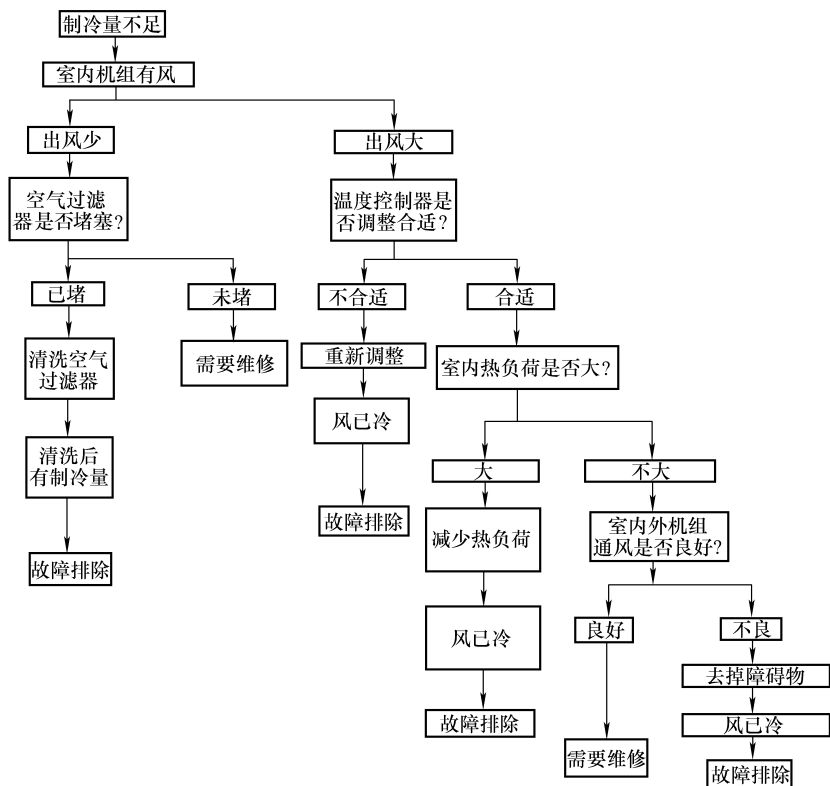 制冷量不足
室内机组有风
出风少
出风大
空气过滤
器是否堵塞?
温度控制器是
否调整合适?
已堵
未堵
不合适
合适
清洗空气
过滤器
需要维修
重新调整
室内热负荷是否大?
风已冷
清洗后
有制冷量
大
不大
故障排除
减少热负荷
室内外机组
通风是否良好?
故障排除
风已冷
良好
不良
去掉障碍物
故障排除
风已冷
需要维修
故障排除